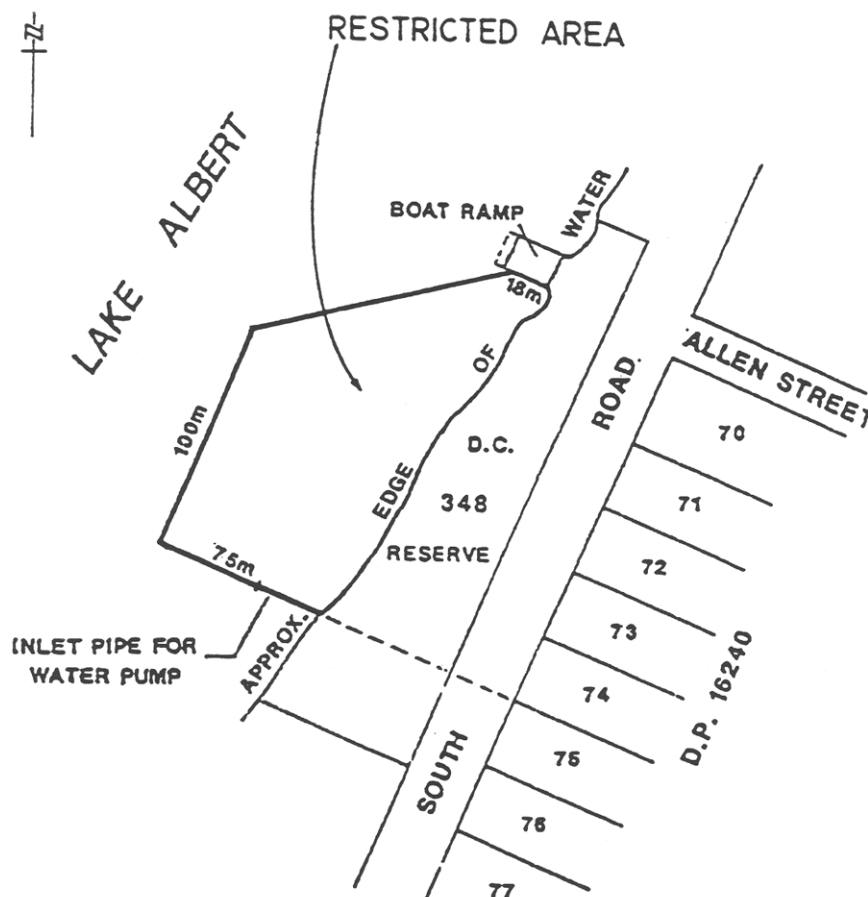 N
RESTRICTED AREA
LAKE ALBERT
BOAT RAMP
WATER
18m
OF
EDGE
APPROX.
100m
75m
INLET PIPE FOR
WATER PUMP
D.C.
348
RESERVE
ROAD.
SOUTH
ALLEN STREET
70
71
72
73
74
75
76
77
D.P. 16240